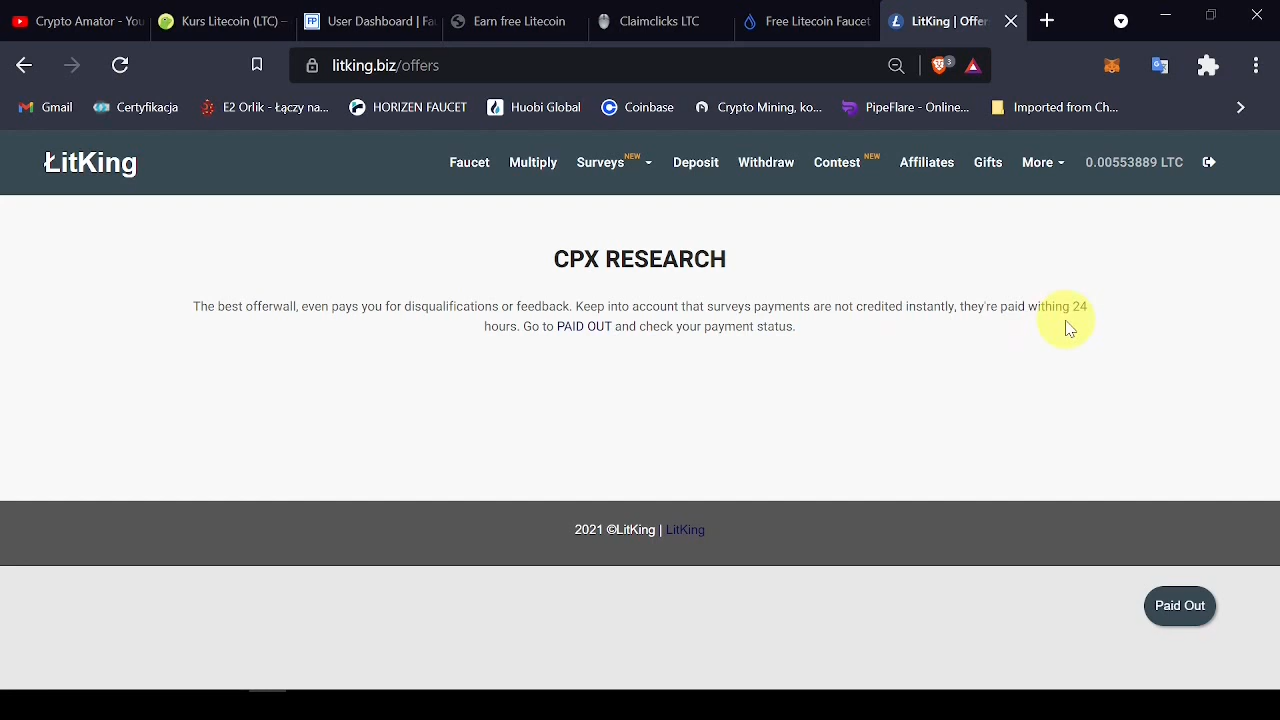 Crypto Amator - You
Kurs Litecoin (LTC) –
User Dashboard | Fau
Earn free Litecoin
Claimclicks LTC
Free Litecoin Faucet
LitKing | Offer
litking.biz/offers
3
Gmail
Certyfikacja
E2 Orlik - Łączy na...
HORIZEN FAUCET
Huobi Global
Coinbase
Crypto Mining, ko...
PipeFlare - Online...
Imported from Ch...
ŁitKing
Faucet
Multiply
Surveys NEW
Deposit
Withdraw
Contest NEW
Affiliates
Gifts
More
0.00553889 LTC
CPX RESEARCH
The best offerwall, even pays you for disqualifications or feedback. Keep into account that surveys payments are not credited instantly, they're paid withing 24
hours. Go to PAID OUT and check your payment status.
2021 ©LitKing | LitKing
Paid Out